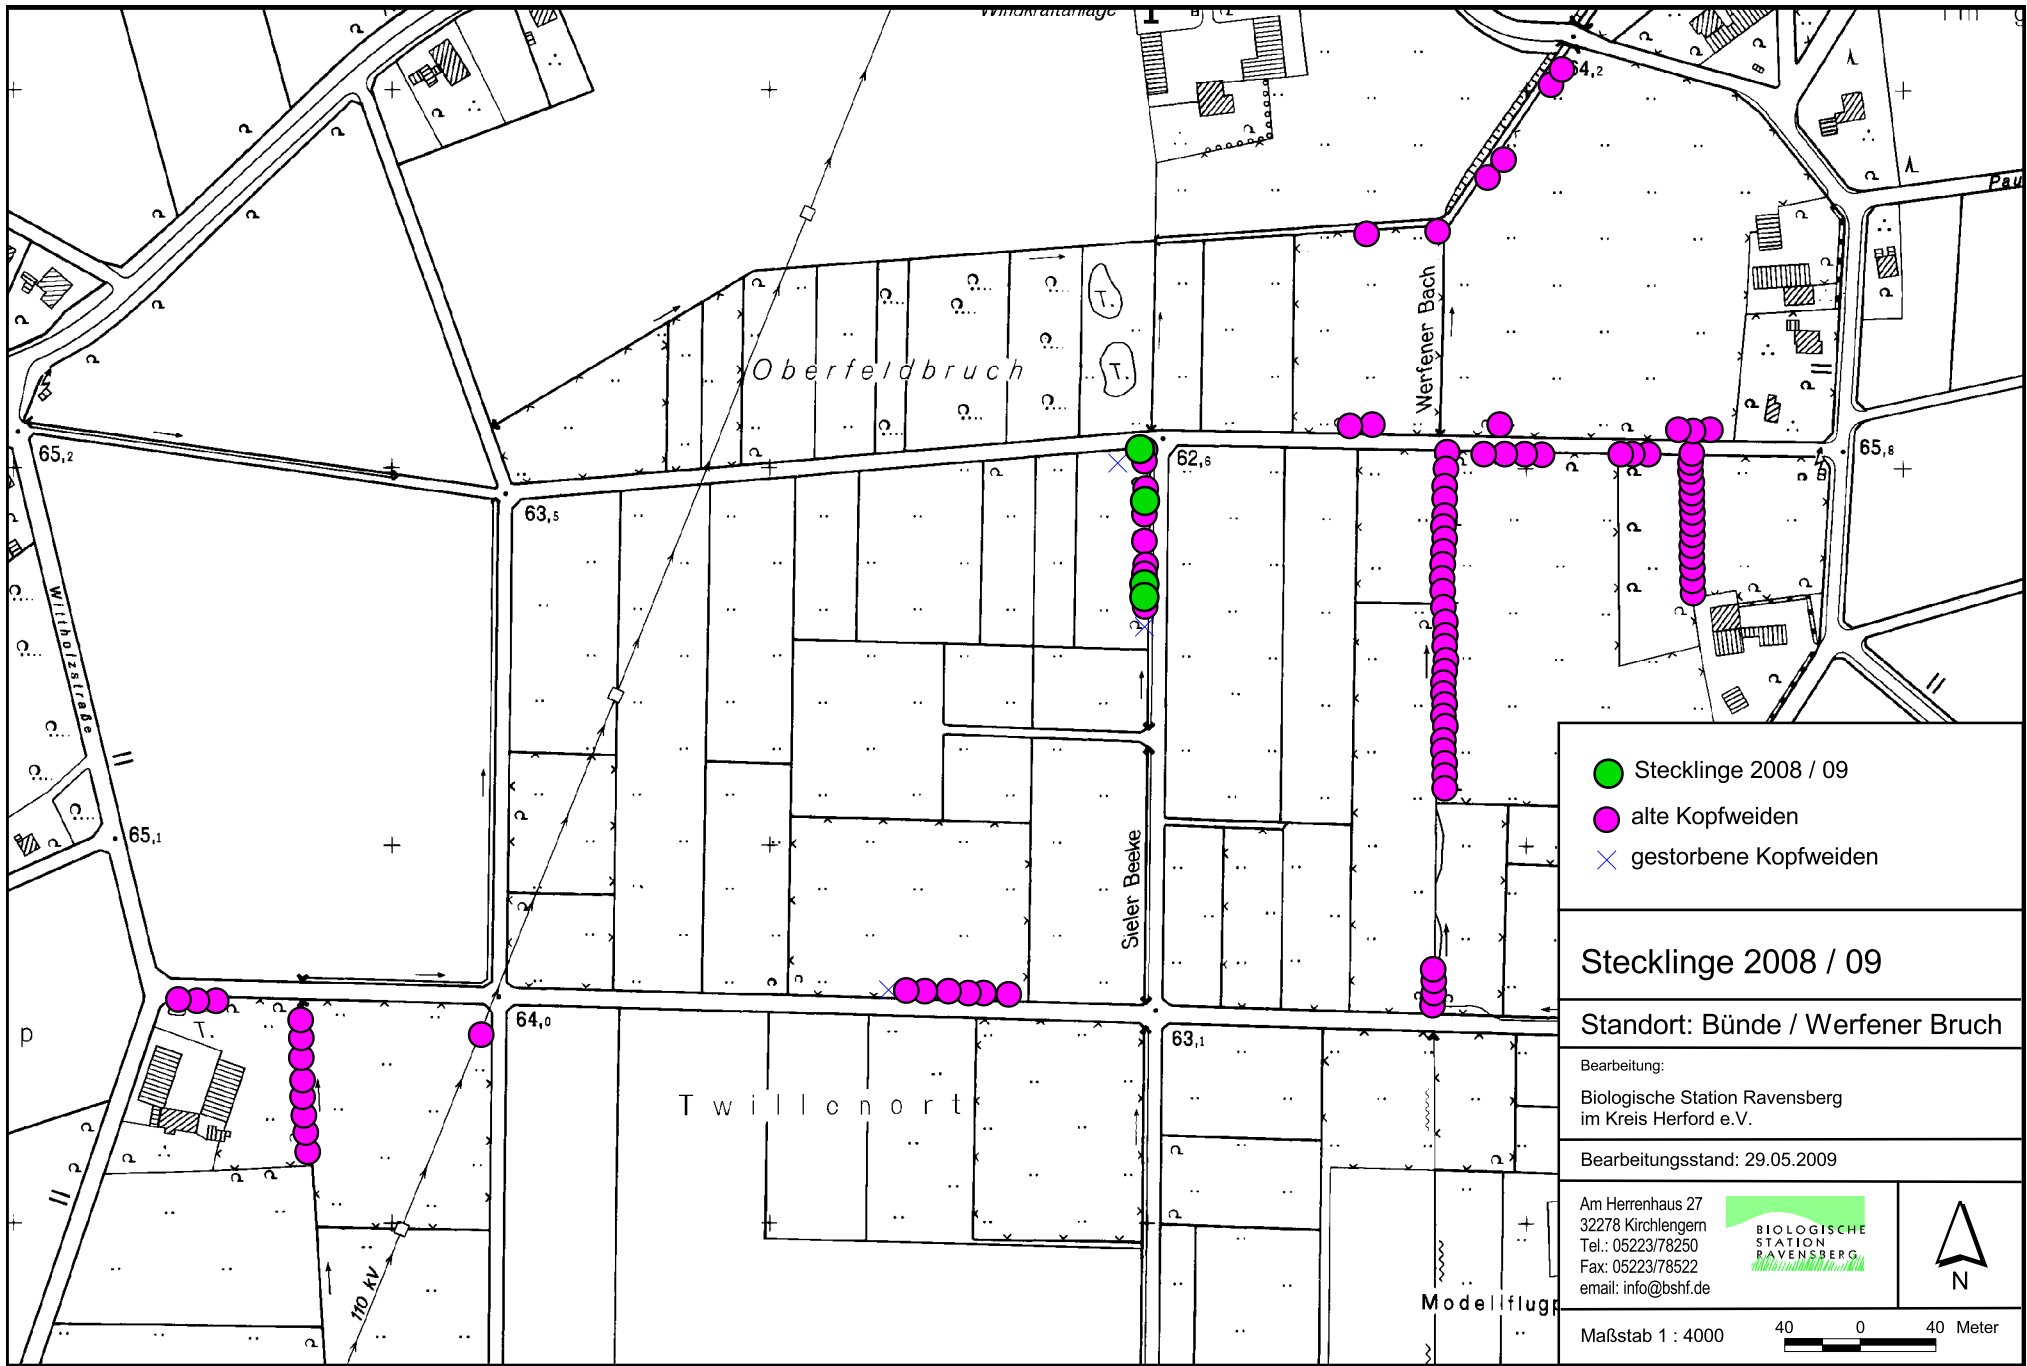 Windkraftanlage
64,2
Werfener Bach
T.
Oberfeldbruch
T.
65,2
62,6
65,8
63,5
Wittholzstraße
65,1
Sieler Beeke
p
T.
64,0
63,1
Twillenort
110 KV
Stecklinge 2008 / 09
alte Kopfweiden
gestorbene Kopfweiden
Stecklinge 2008 / 09
Standort: Bünde / Werfener Bruch
Bearbeitung:
Biologische Station Ravensberg
im Kreis Herford e.V.
Bearbeitungsstand: 29.05.2009
Am Herrenhaus 27
32278 Kirchlengern
Tel.: 05223/78250
Fax: 05223/78522
email: info@bshf.de
BIOLOGISCHE
STATION
RAVENSBERG
N
Maßstab 1 : 4000
40 0 40 Meter